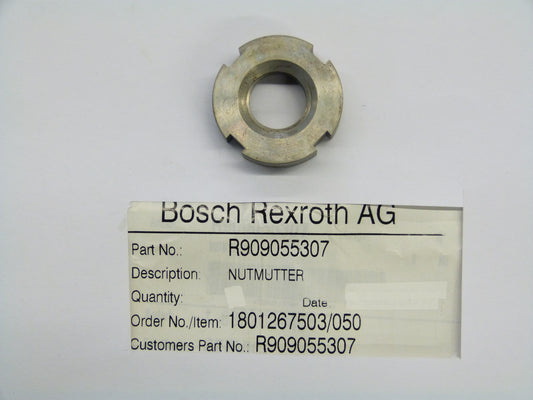 Bosch Rexroth AG
Part No.: R909055307
Description: NUTMUTTER
Quantity: Date:
Order No./Item: 1801267503/050
Customers Part No.: R909055307